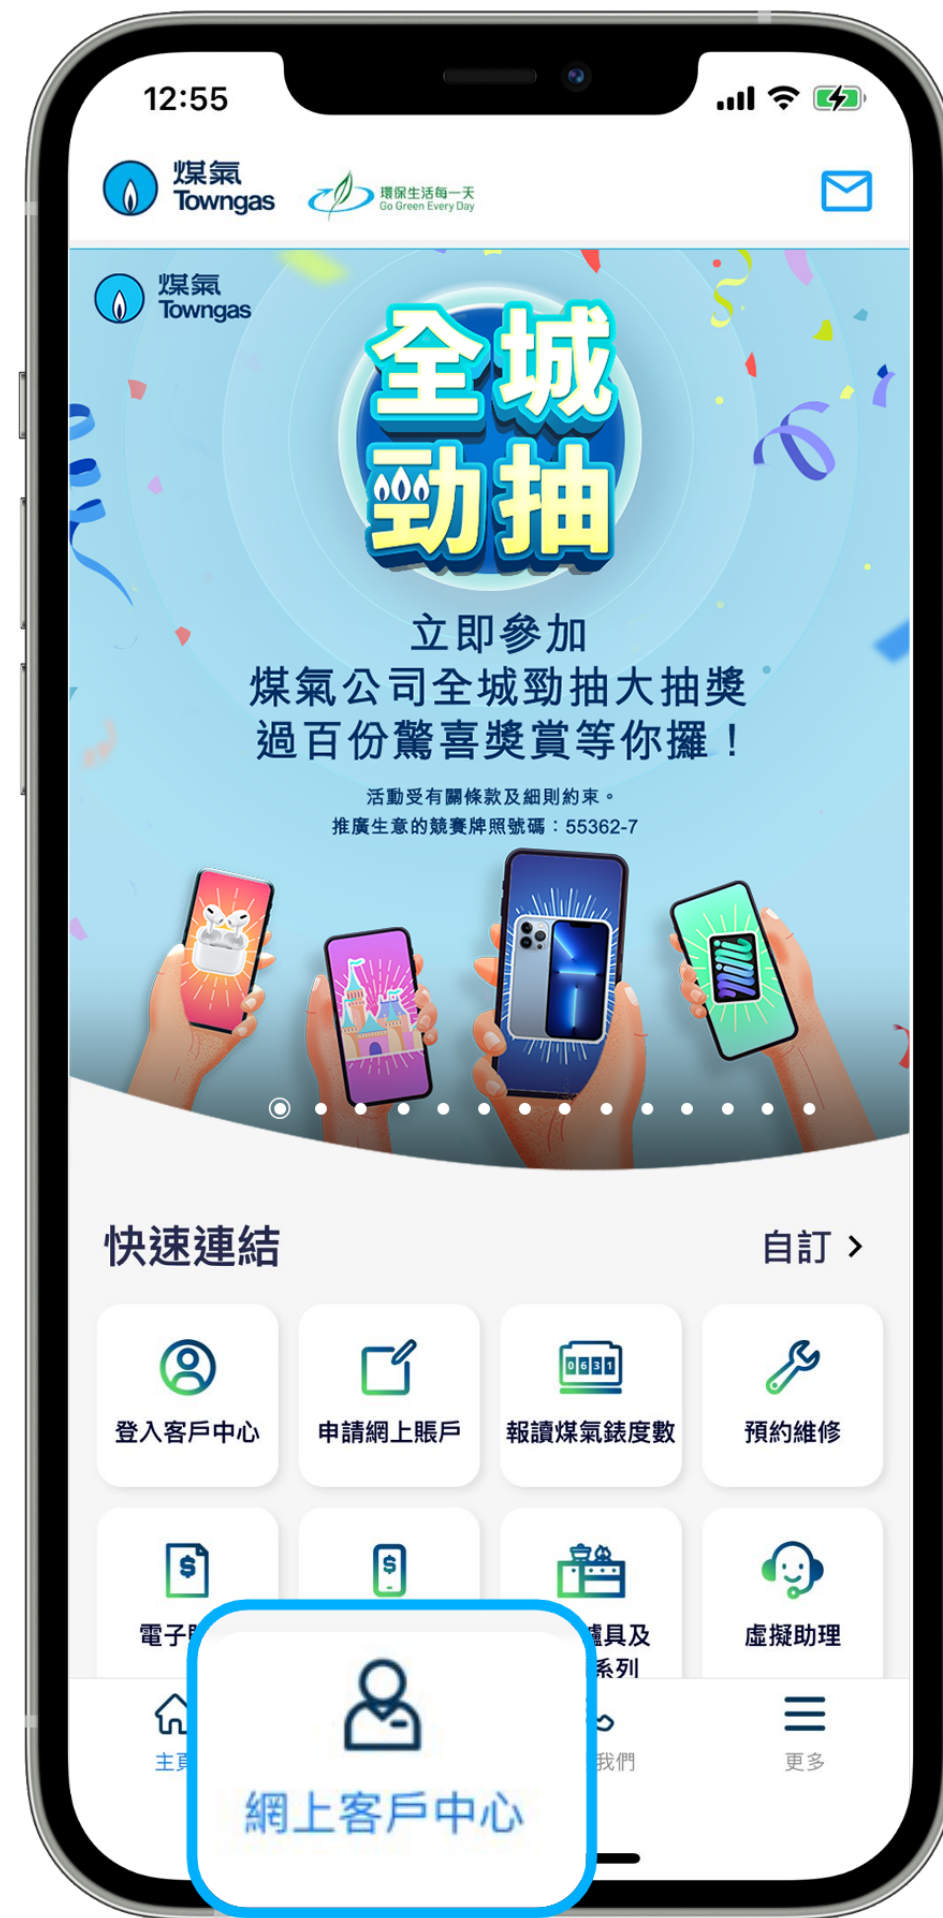 12:55
煤氣
Towngas
環保生活每一天
Go Green Every Day
煤氣
Towngas
全城
勁抽
立即參加
煤氣公司全城勁抽大抽獎
過百份驚喜獎賞等你攞！
活動受有關條款及細則約束。
推廣生意的競賽牌照號碼：55362-7
快速連結
自訂
登入客戶中心
申請網上賬戶
0631
報讀煤氣錶度數
預約維修
電子
爐具及
系列
虛擬助理
主頁
網上客戶中心
我們
更多